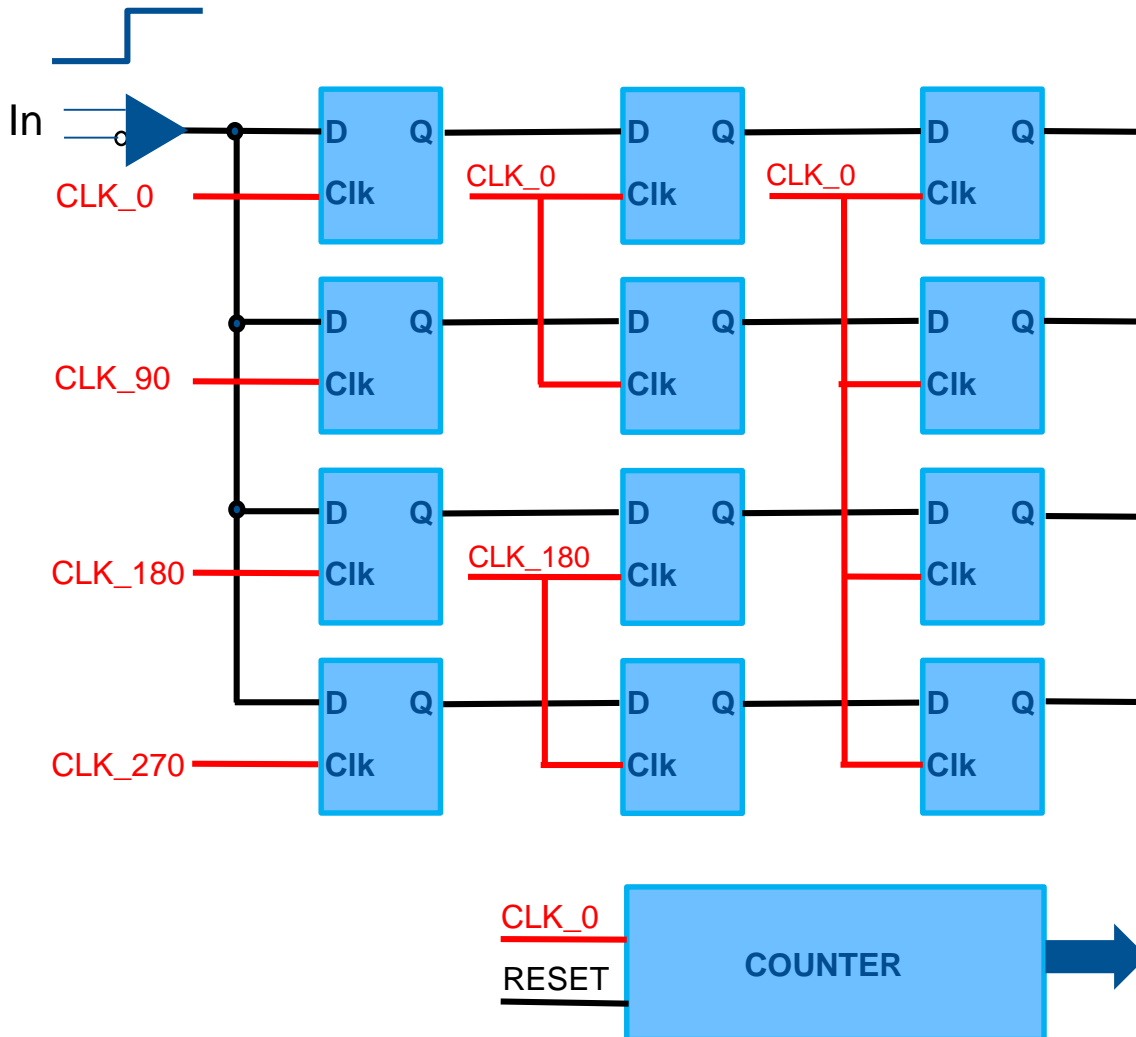 In
D Q D Q D Q
CLK_0 Clk CLK_0 Clk CLK_0 Clk
D Q D Q D Q
CLK_90 Clk Clk Clk
D Q D Q D Q
CLK_180 Clk CLK_180 Clk Clk
D Q D Q D Q
CLK_270 Clk Clk Clk
CLK_0
COUNTER
RESET